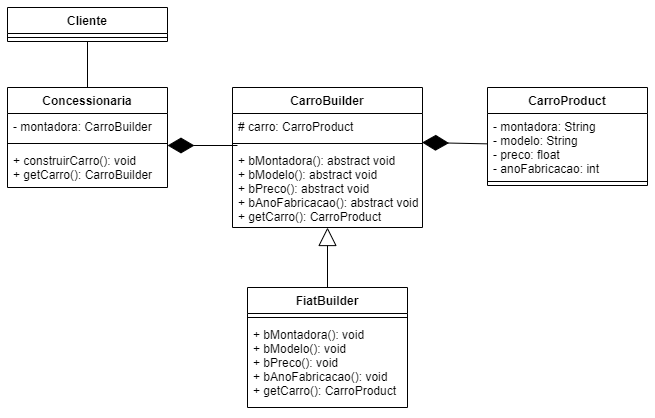 Cliente
Concessionaria
- montadora: CarroBuilder
+ construirCarro(): void
+ getCarro(): CarroBuilder
CarroBuilder
# carro: CarroProduct
+ bMontadora(): abstract void
+ bModelo(): abstract void
+ bPreco(): abstract void
+ bAnoFabricacao(): abstract void
+ getCarro(): CarroProduct
CarroProduct
- montadora: String
- modelo: String
- preco: float
- anoFabricacao: int
FiatBuilder
+ bMontadora(): void
+ bModelo(): void
+ bPreco(): void
+ bAnoFabricacao(): void
+ getCarro(): CarroProduct